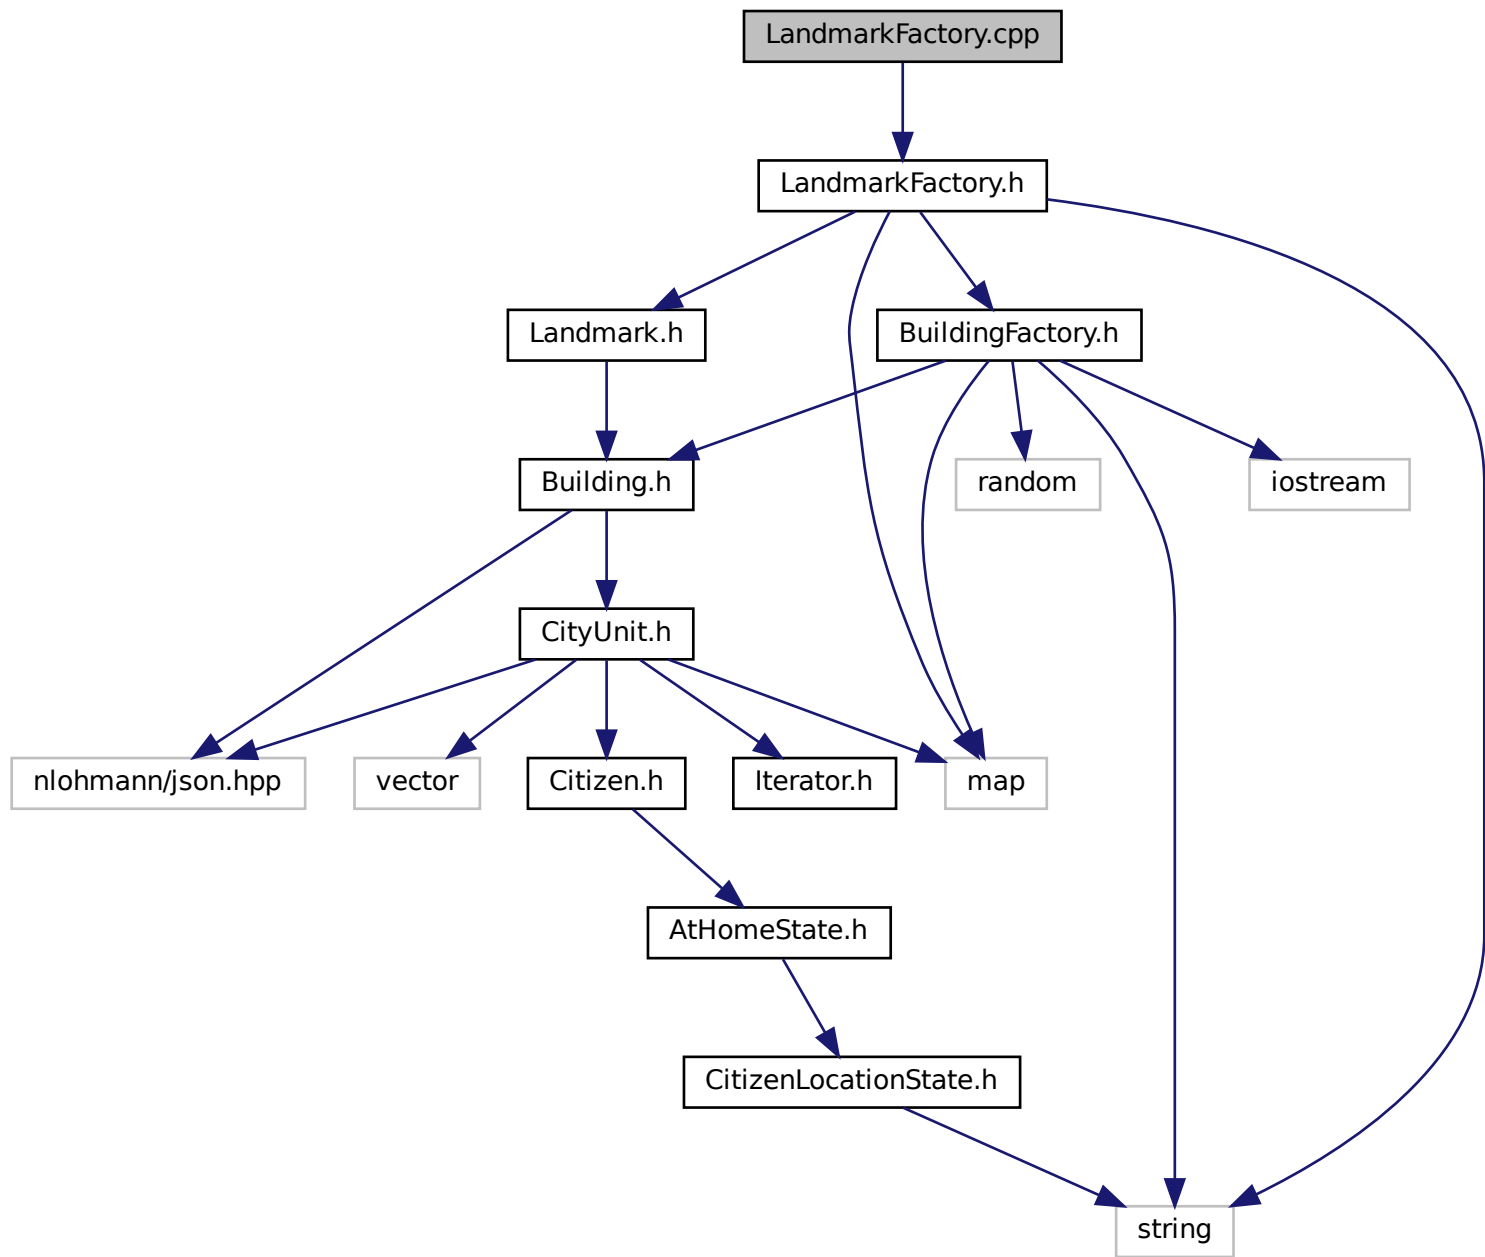 LandmarkFactory.cpp
LandmarkFactory.h
Landmark.h
BuildingFactory.h
Building.h
random
iostream
CityUnit.h
nlohmann/json.hpp
vector
Citizen.h
Iterator.h
map
AtHomeState.h
CitizenLocationState.h
string